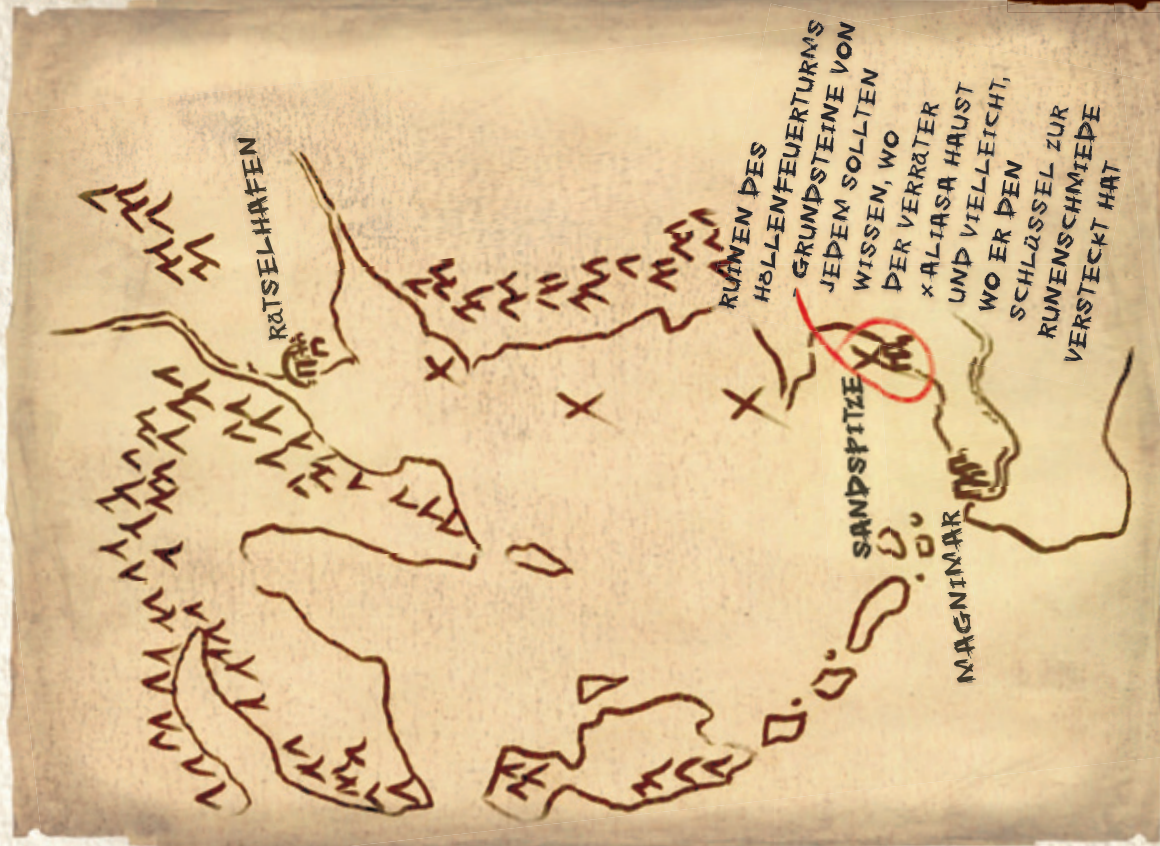 RÄTSELHAFEN
RUINEN DES
HÖLLENFEUERTURMS
- GRUNDSTEINE VON
JEDEM SOLLTEN
WISSEN, WO
DER VERRÄTER
XALIASA HAUST
UND VIELLEICHT,
WO ER DEN
SCHLÜSSEL ZUR
RUNENSCHMIEDE
VERSTECKT HAT
SANDSPITZE
MAGNIMAR